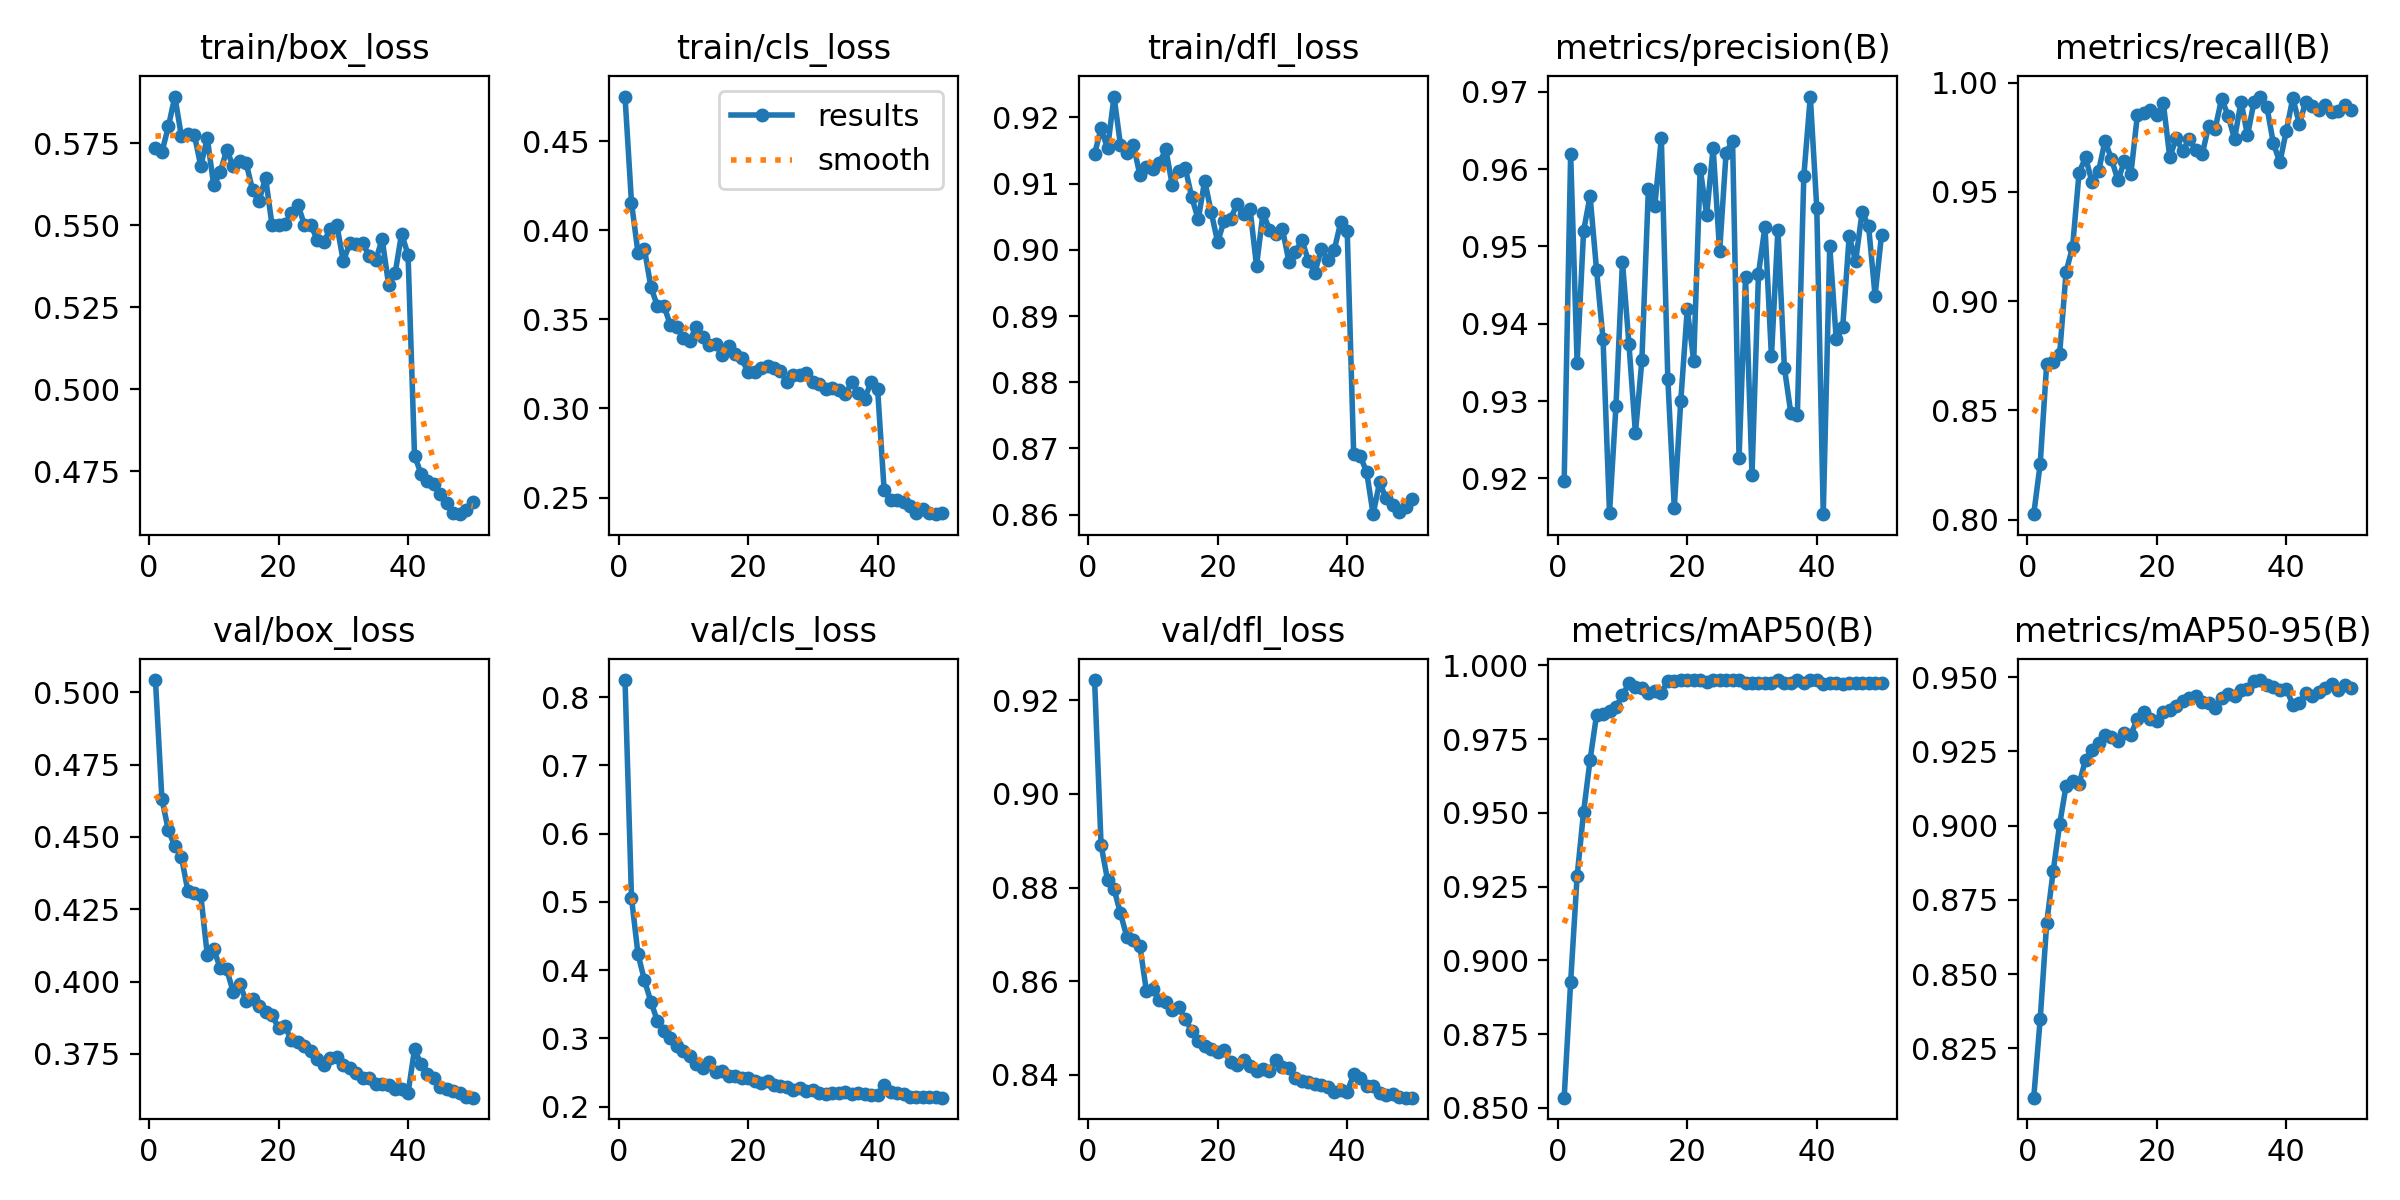 train/box_loss
0.575
0.550
0.525
0.500
0.475
0 20 40
train/cls_loss
results
smooth
0.45
0.40
0.35
0.30
0.25
0 20 40
train/dfl_loss
0.92
0.91
0.90
0.89
0.88
0.87
0.86
0 20 40
metrics/precision(B)
0.97
0.96
0.95
0.94
0.93
0.92
0 20 40
metrics/recall(B)
1.00
0.95
0.90
0.85
0.80
0 20 40
val/box_loss
0.500
0.475
0.450
0.425
0.400
0.375
0 20 40
val/cls_loss
0.8
0.7
0.6
0.5
0.4
0.3
0.2
0 20 40
val/dfl_loss
0.92
0.90
0.88
0.86
0.84
0 20 40
metrics/mAP50(B)
1.000
0.975
0.950
0.925
0.900
0.875
0.850
0 20 40
metrics/mAP50-95(B)
0.950
0.925
0.900
0.875
0.850
0.825
0 20 40